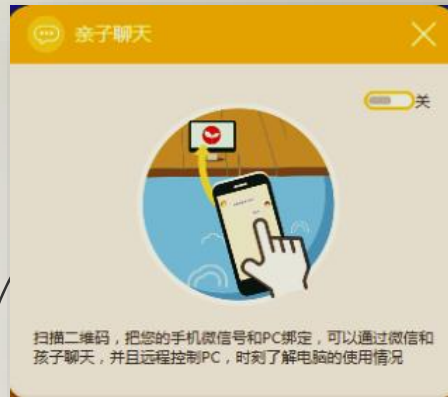 亲子聊天
关
扫描二维码，把您的手机微信号和PC绑定，可以通过微信和
孩子聊天，并且远程控制PC，时刻了解电脑的使用情况